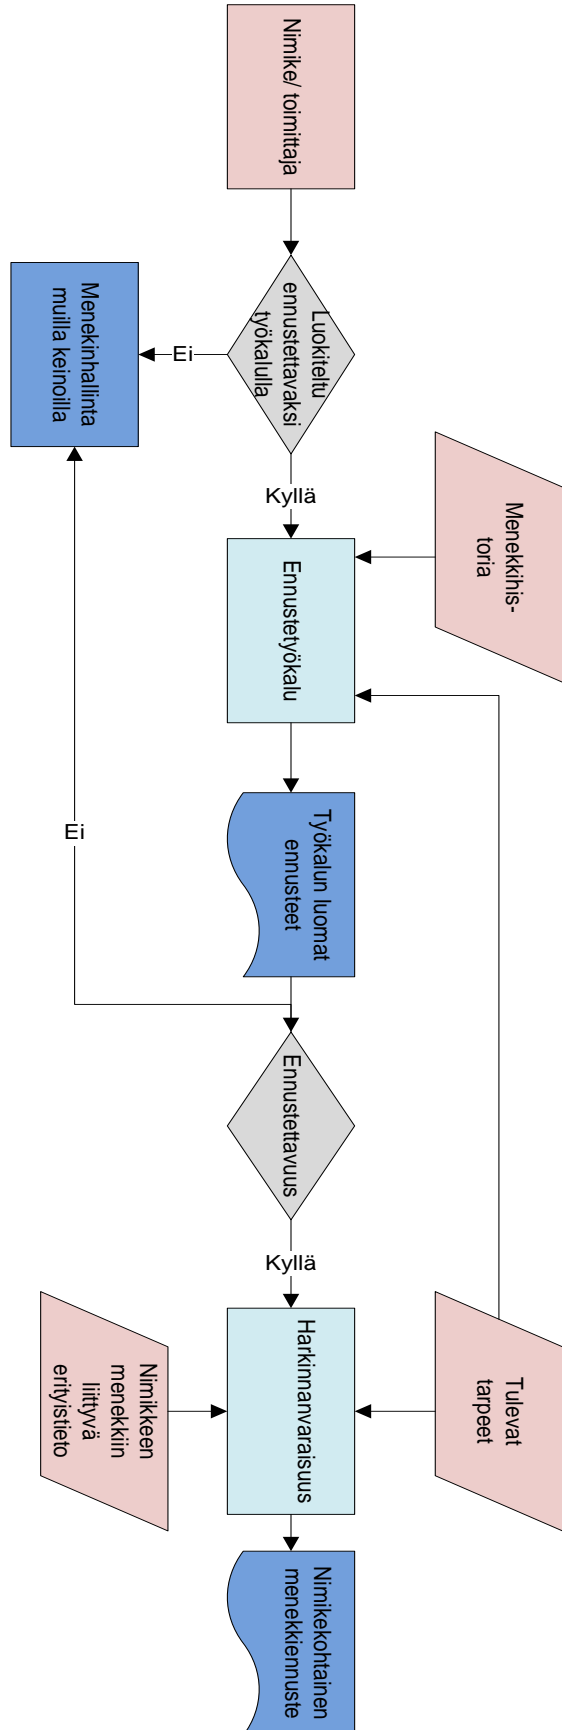 Nimike/ toimittaja
Luokiteltu
ennustettavaksi
työkalulla
Ei
Menekinhallinta
muilla keinoilla
Kyllä
Menekkihis-
toria
Ennustetyökalu
Työkalun luomat
ennusteet
Ei
Ennustettavuus
Kyllä
Tulevat
tarpeet
Harkinnanvaraisuus
Nimikkeen
menekkiin
liittyvä
erityistieto
Nimikekohtainen
menekkiennuste